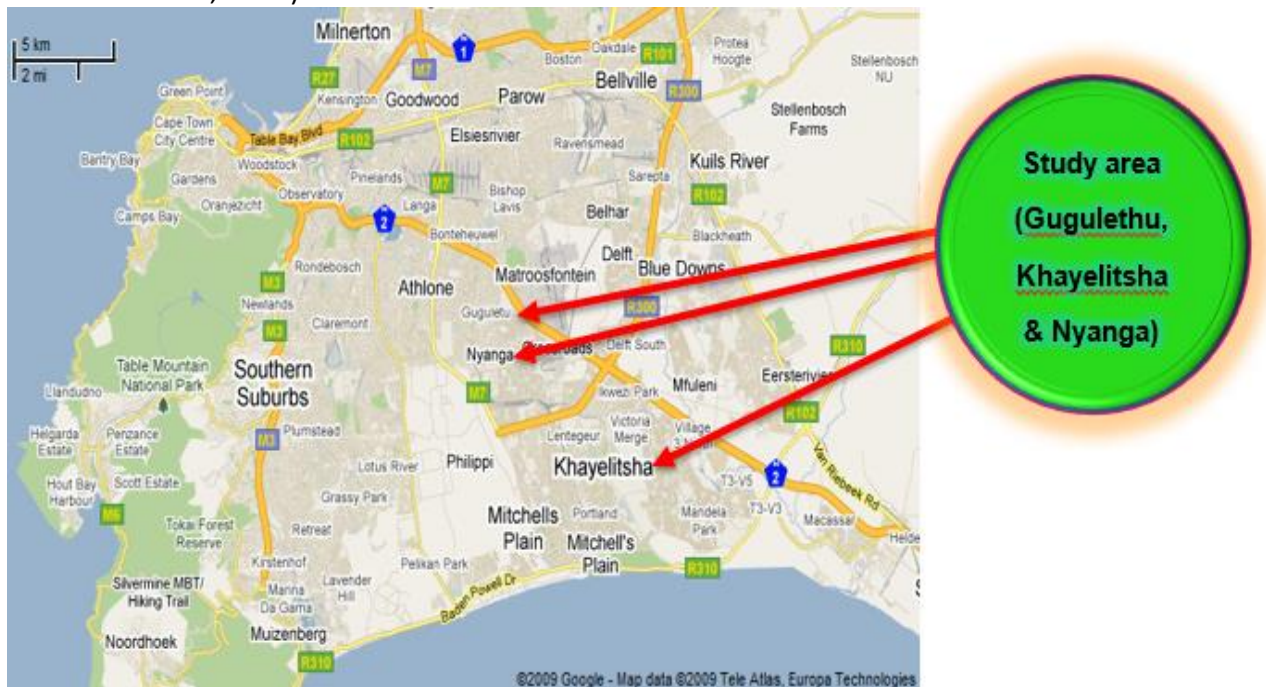 Milnerton
5 km
2 mi
1
M7
Boston
Oakdale
R101
Protea
Hoogte
Stellenbosch
NU
R27
Bellville
R300
Green Point
Kensington
Goodwood
Parow
Stellenbosch
Farms
Cape Town
City Centre
Table Bay Blvd
R102
Elsiesrivier
Ravensmead
Kuils River
Bantry Bay
Woodstock
Gardens
Pinelands
M7
Sarepta
R102
Observatory
Langa
Bishop
Lavis
Oranjezicht
Camps Bay
2
Belhar
Bonteheuwel
Blackheath
Delft
Rondebosch
Matroosfontein
Blue Downs
M3
Athlone
R300
Newlands
Guguletu
Claremont
M3
Nyanga
Crossroads
Delft South
R310
Table Mountain
National Park
Southern
Suburbs
M7
Ikwezi Park
Mfuleni
Eersterivier
Llandudno
R102
Helgarda
Estate
Penzance
Estate
M3
Plumstead
Lentegeur
Victoria
Merge
Village
Van Riebeek Rd
Hout Bay
Harbour
Scott Estate
Lotus River
Philippi
Khayelitsha
2
T3-V5
Grassy Park
M6
Tokai Forest
Reserve
Retreat
Mitchells
Plain
Portland
Mandela
Park
T3-V3
Macassar
Mitchell's
Plain
Helde
Kirstenhof
Pelikan Park
R310
Silvermine MBT/
Hiking Trail
Lavender
Hill
Marina
Da Gama
Baden Powell Dr
Noordhoek
Muizenberg
R310
©2009 Google - Map data ©2009 Tele Atlas, Europa Technologies
Study area
(Gugulethu,
Khayelitsha
& Nyanga)